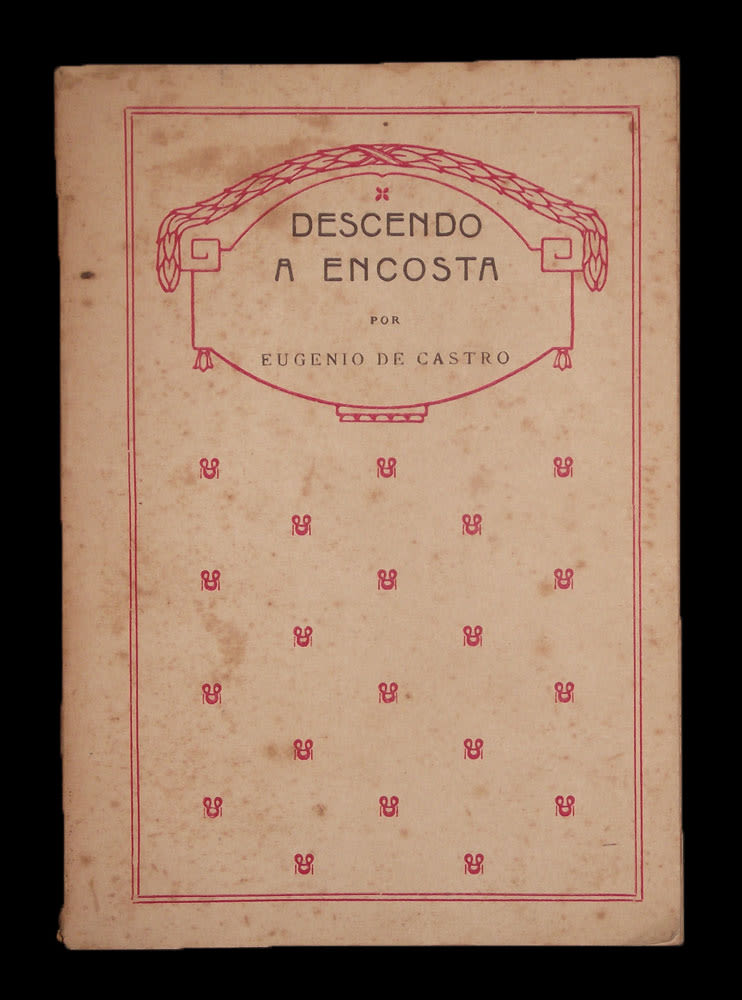 DESCENDO
A ENCOSTA
POR
EUGENIO DE CASTRO